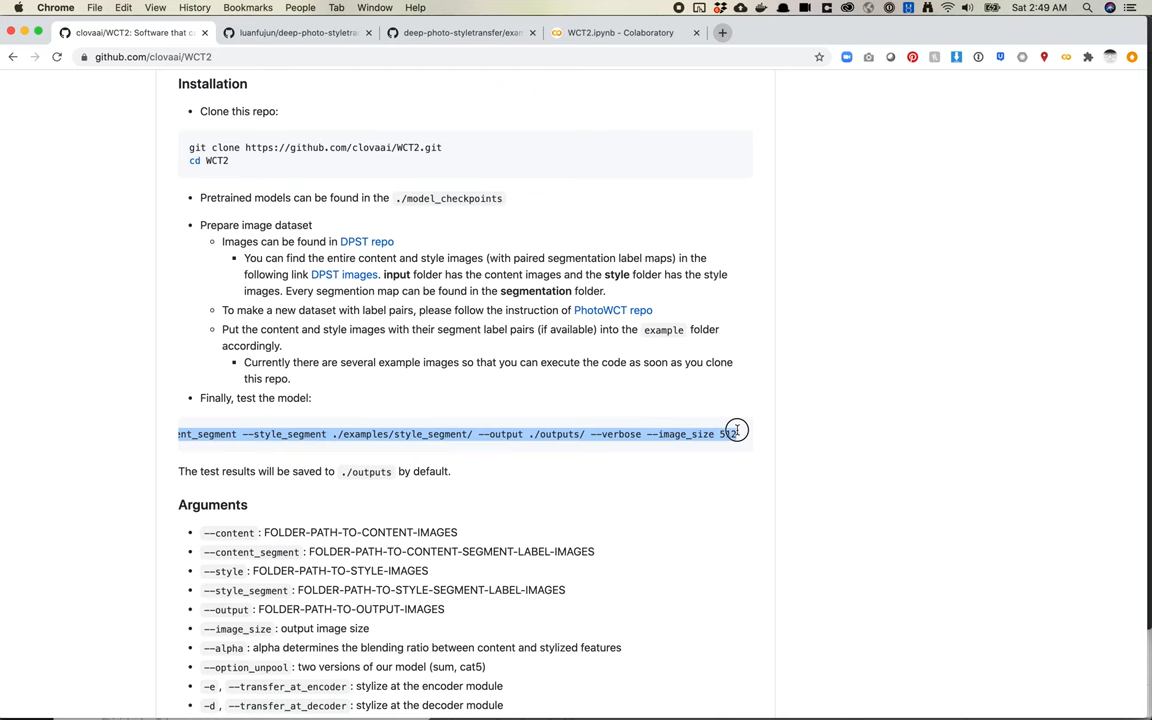 Chrome File Edit View History Bookmarks People Tab Window Help Sat 2:49 AM
clovaai/WCT2: Software that c
luanfujun/deep-photo-styletra
deep-photo-styletransfer/exam
WCT2.ipynb - Colaboratory
github.com/clovaai/WCT2
Installation
• Clone this repo:
git clone https://github.com/clovaai/WCT2.git
cd WCT2
• Pretrained models can be found in the ./model_checkpoints
• Prepare image dataset
◦ Images can be found in DPST repo
▪ You can find the entire content and style images (with paired segmentation label maps) in the
following link DPST images. input folder has the content images and the style folder has the style
images. Every segmention map can be found in the segmentation folder.
◦ To make a new dataset with label pairs, please follow the instruction of PhotoWCT repo
◦ Put the content and style images with their segment label pairs (if available) into the example folder
accordingly.
▪ Currently there are several example images so that you can execute the code as soon as you clone
this repo.
• Finally, test the model:
ent_segment --style_segment ./examples/style_segment/ --output ./outputs/ --verbose --image_size 512
The test results will be saved to ./outputs by default.
Arguments
• --content : FOLDER-PATH-TO-CONTENT-IMAGES
• --content_segment : FOLDER-PATH-TO-CONTENT-SEGMENT-LABEL-IMAGES
• --style : FOLDER-PATH-TO-STYLE-IMAGES
• --style_segment : FOLDER-PATH-TO-STYLE-SEGMENT-LABEL-IMAGES
• --output : FOLDER-PATH-TO-OUTPUT-IMAGES
• --image_size : output image size
• --alpha : alpha determines the blending ratio between content and stylized features
• --option_unpool : two versions of our model (sum, cat5)
• -e , --transfer_at_encoder : stylize at the encoder module
• -d , --transfer_at_decoder : stylize at the decoder module